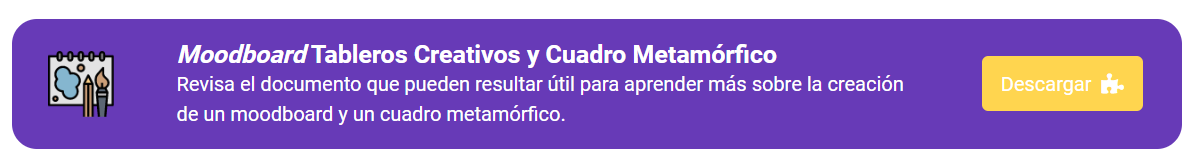 Moodboard Tableros Creativos y Cuadro Metamórfico
Revisa el documento que pueden resultar útil para aprender más sobre la creación
de un moodboard y un cuadro metamórfico.
Descargar